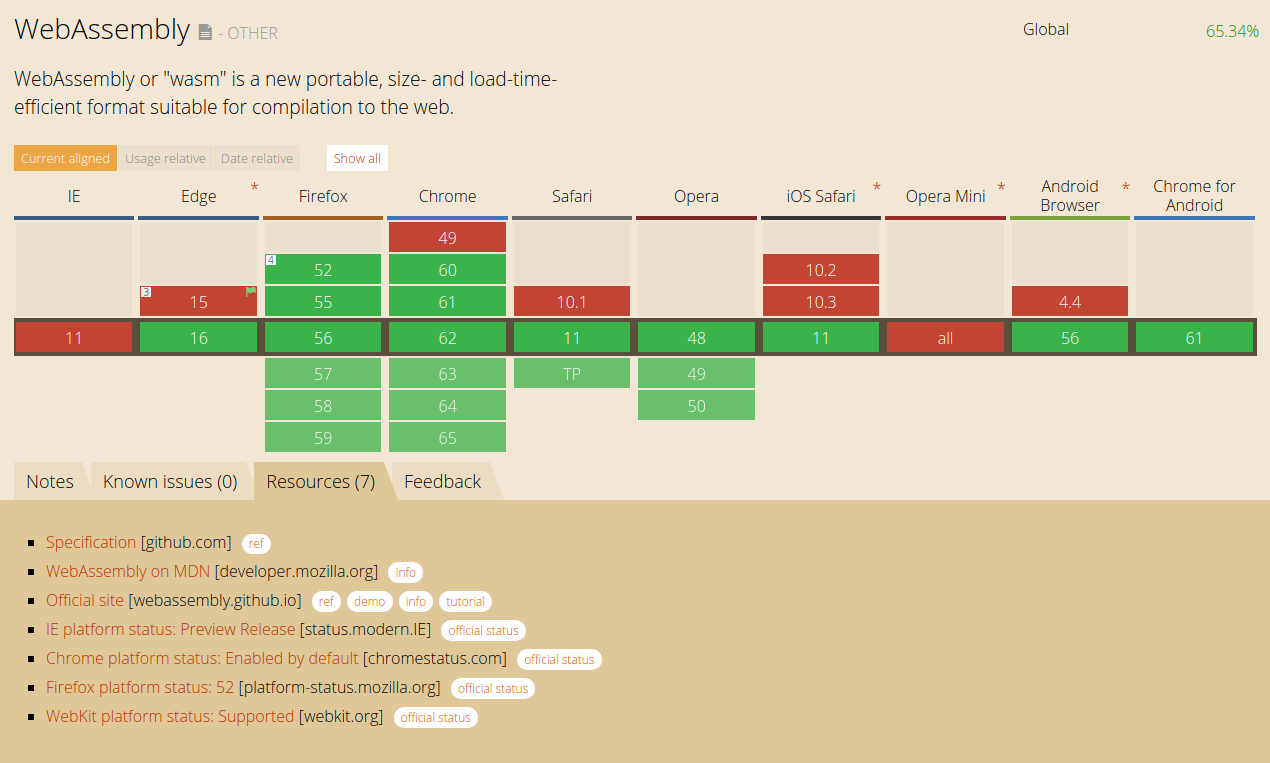 WebAssembly - OTHER Global 65.34%
WebAssembly or "wasm" is a new portable, size- and load-time-
efficient format suitable for compilation to the web.
Current aligned Usage relative Date relative Show all
IE Edge * Firefox Chrome Safari Opera iOS Safari * Opera Mini * Android Browser * Chrome for Android
49
4 52 60 10.2
3 15 55 61 10.1 10.3 4.4
11 16 56 62 11 48 11 all 56 61
57 63 TP 49
58 64 50
59 65
Notes Known issues (0) Resources (7) Feedback
Specification [github.com] ref
WebAssembly on MDN [developer.mozilla.org] info
Official site [webassembly.github.io] ref demo info tutorial
IE platform status: Preview Release [status.modern.IE] official status
Chrome platform status: Enabled by default [chromestatus.com] official status
Firefox platform status: 52 [platform-status.mozilla.org] official status
WebKit platform status: Supported [webkit.org] official status